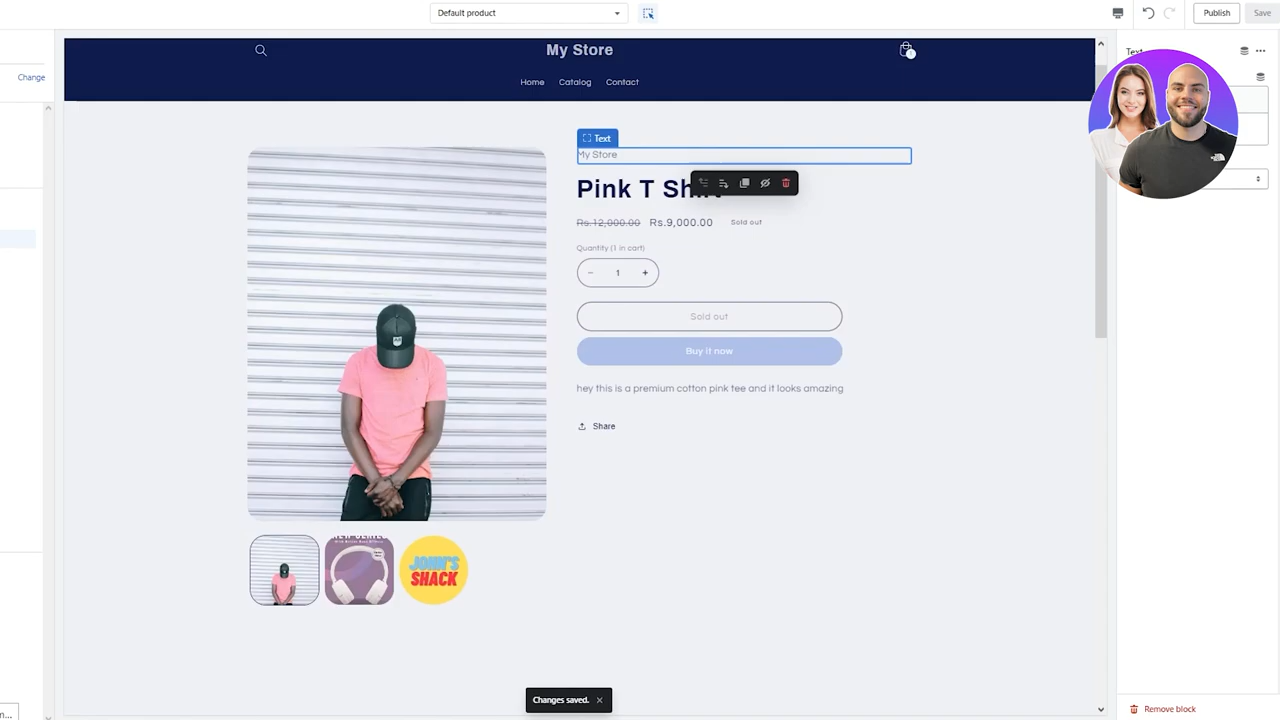 Default product
Publish
Save
Change
My Store
Home
Catalog
Contact
Text
My Store
Pink T Shirt
Rs.12,000.00
Rs.9,000.00
Sold out
Quantity (1 in cart)
− 1 +
Sold out
Buy it now
hey this is a premium cotton pink tee and it looks amazing
Share
JOHN'S
SHACK
Changes saved.
Remove block